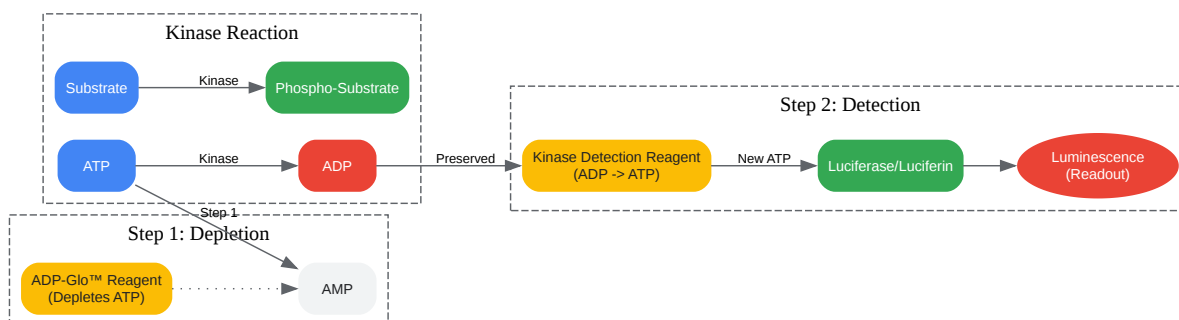 Kinase Reaction
Substrate
Kinase
Phospho-Substrate
ATP
Kinase
ADP
Preserved
Step 1
Step 1: Depletion
ADP-Glo™ Reagent
(Depletes ATP)
AMP
Step 2: Detection
Kinase Detection Reagent
(ADP -> ATP)
New ATP
Luciferase/Luciferin
Luminescence
(Readout)